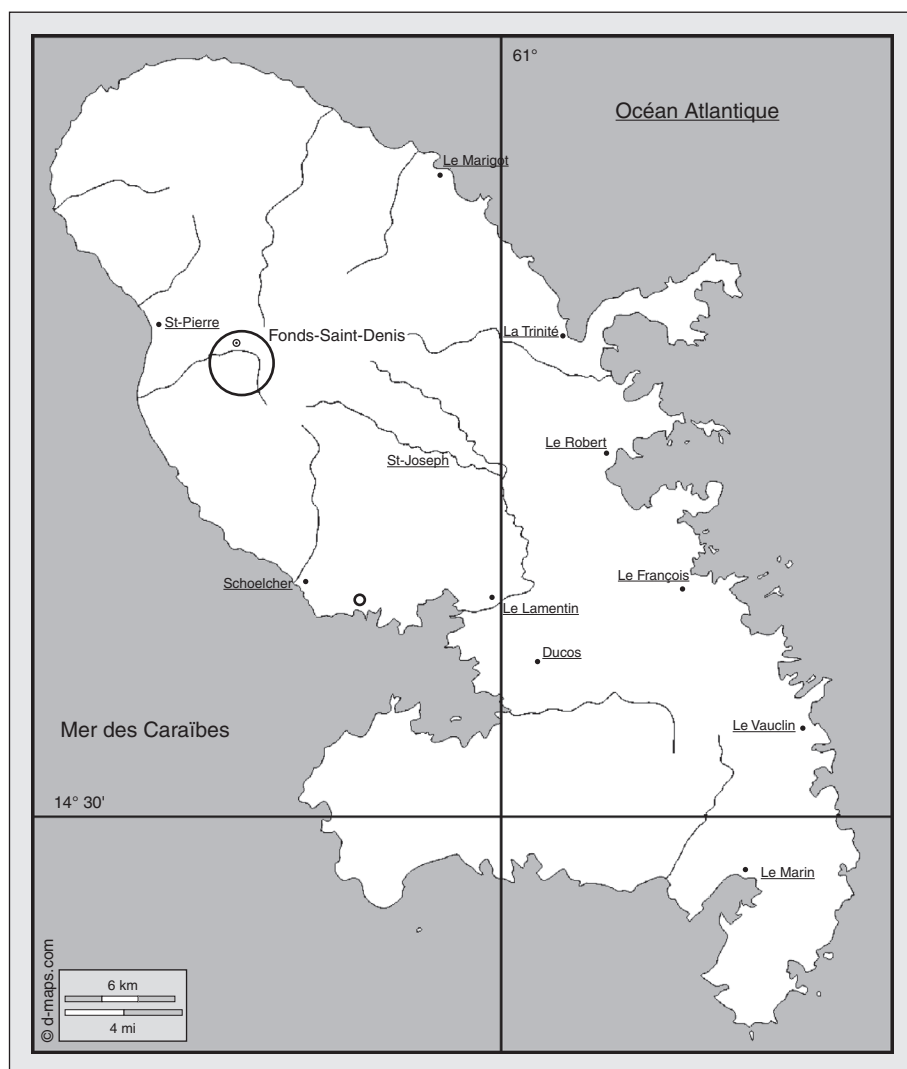 61°
Océan Atlantique
Le Marigot
St-Pierre
Fonds-Saint-Denis
La Trinité
Le Robert
St-Joseph
Schoelcher
Le François
Le Lamentin
Ducos
Mer des Caraïbes
Le Vauclin
14° 30'
Le Marin
© d-maps.com
6 km
4 mi